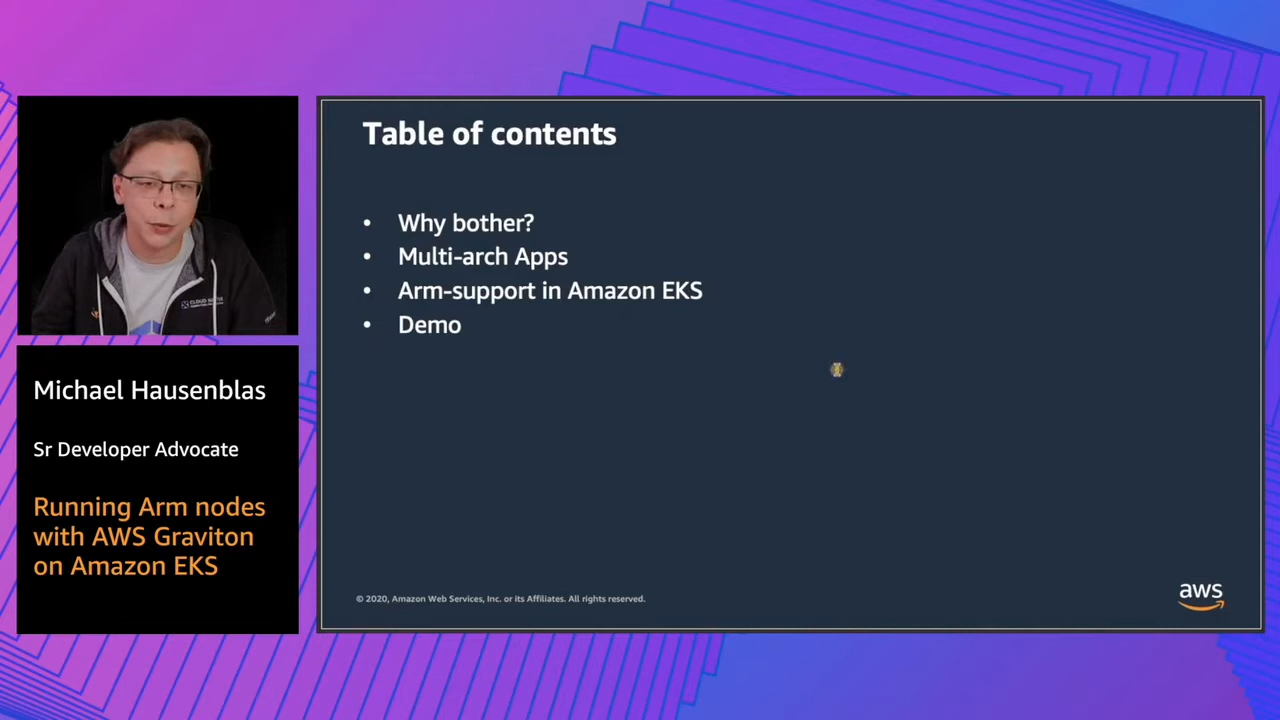 Table of contents
• Why bother?
• Multi-arch Apps
• Arm-support in Amazon EKS
• Demo
Michael Hausenblas
Sr Developer Advocate
Running Arm nodes
with AWS Graviton
on Amazon EKS
© 2020, Amazon Web Services, Inc. or its Affiliates. All rights reserved.
aws